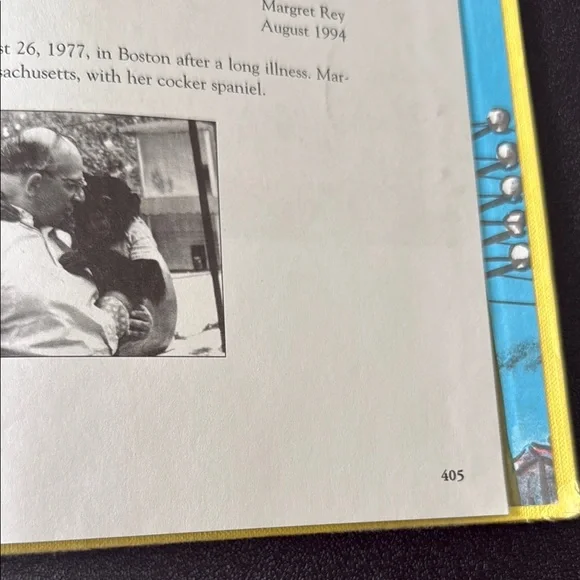 Margret Rey
August 1994
st 26, 1977, in Boston after a long illness. Mar-
sachusetts, with her cocker spaniel.
405